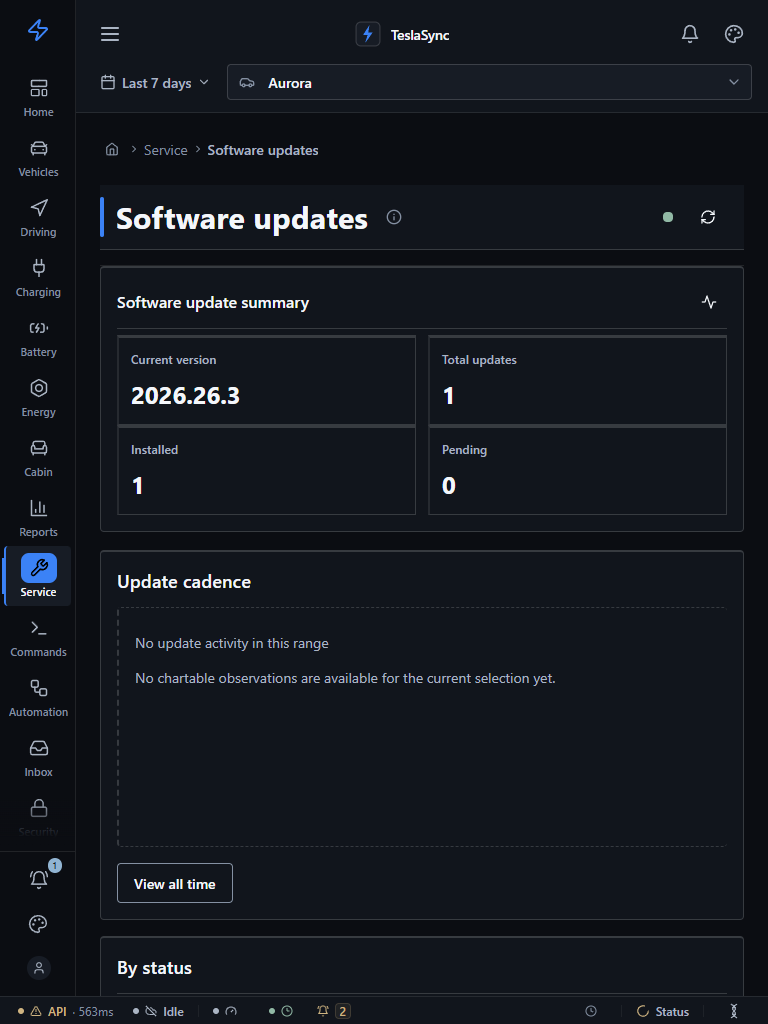 TeslaSync
Last 7 days
Aurora
Home
Vehicles
Driving
Charging
Battery
Energy
Cabin
Reports
Service
Commands
Automation
Inbox
Security
1
Service
Software updates
Software updates
Software update summary
Current version
2026.26.3
Total updates
1
Installed
1
Pending
0
Update cadence
No update activity in this range
No chartable observations are available for the current selection yet.
View all time
By status
API · 563ms
Idle
2
Status